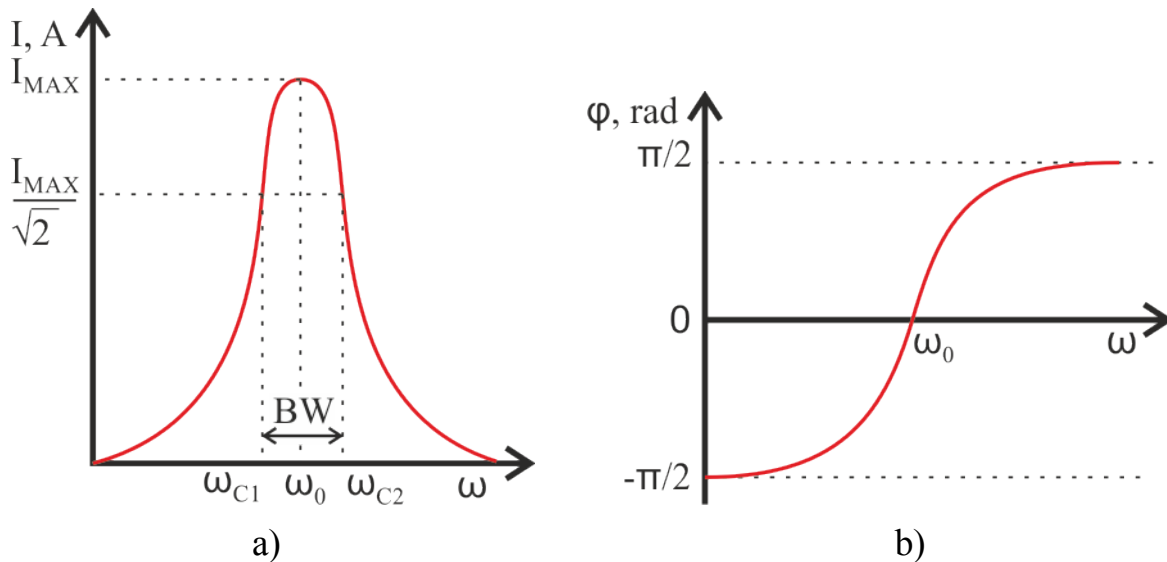 I, A
I_MAX
I_MAX
√2
BW
ω_C1 ω_0 ω_C2 ω
a)
φ, rad
π/2
0
ω_0 ω
-π/2
b)